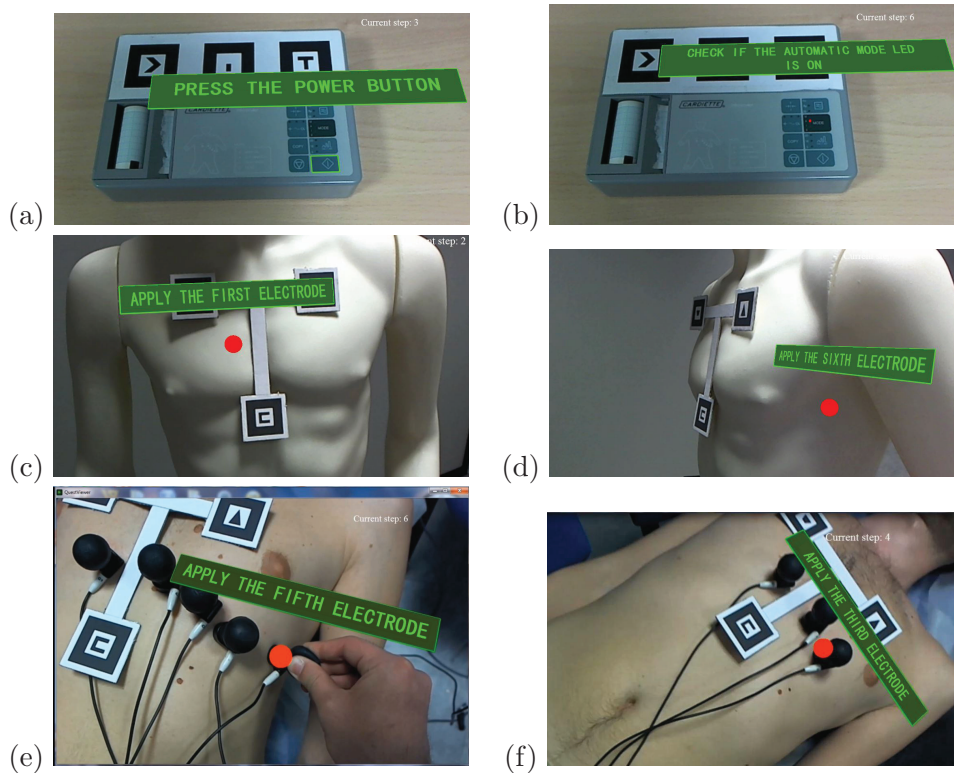 Current step: 3
PRESS THE POWER BUTTON
CARDIETTE
MODE
(a)
Current step: 6
CHECK IF THE AUTOMATIC MODE LED
IS ON
CARDIETTE
MODE
(b)
nt step: 2
APPLY THE FIRST ELECTRODE
(c)
APPLY THE SIXTH ELECTRODE
(d)
QuestViewer
Current step: 6
APPLY THE FIFTH ELECTRODE
(e)
Current step: 4
APPLY THE THIRD ELECTRODE
(f)